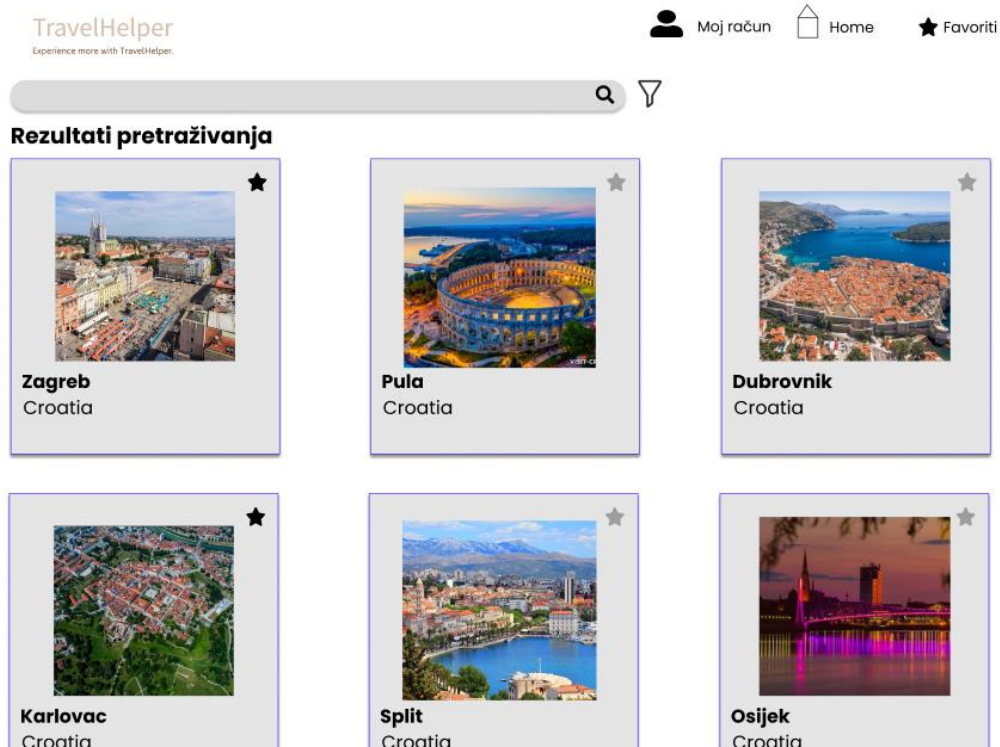 TravelHelper
Experience more with TravelHelper.
Moj račun
Home
Favoriti
Rezultati pretraživanja
Zagreb
Croatia
Pula
Croatia
Dubrovnik
Croatia
Karlovac
Croatia
Split
Croatia
Osijek
Croatia